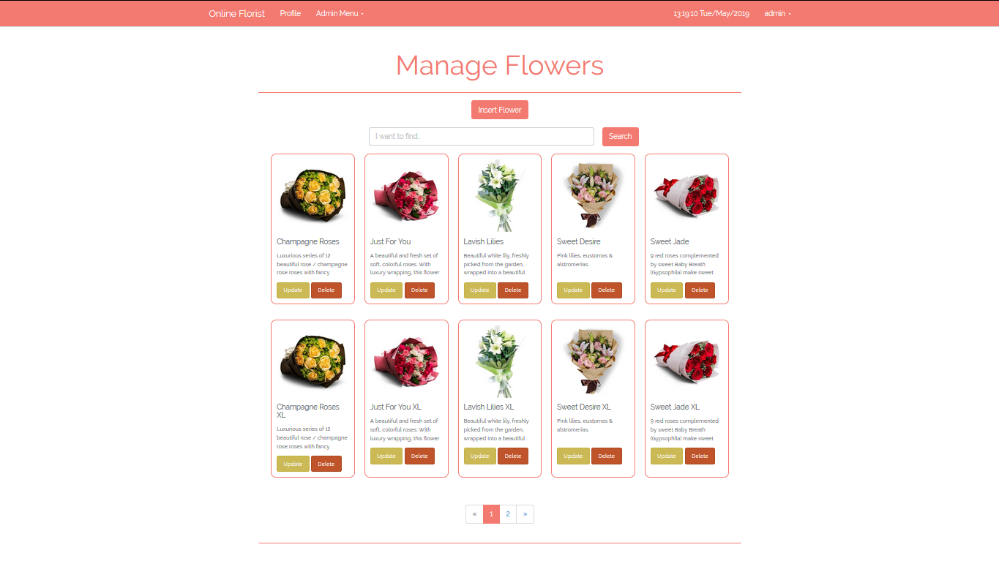 Online Florist Profile Admin Menu 13:19:10 Tue/May/2019 admin
Manage Flowers
Insert Flower
I want to find.. Search
Champagne Roses
Luxurious series of 12
beautiful rose / champagne
rose roses with fancy
Update Delete
Just For You
A beautiful and fresh set of
soft, colorful roses. With
luxury wrapping, this flower
Update Delete
Lavish Lilies
Beautiful white lily, freshly
picked from the garden,
wrapped into a beautiful
Update Delete
Sweet Desire
Pink lilies, eustomas &
alstromerias.
Update Delete
Sweet Jade
9 red roses complemented
by sweet Baby Breath
(Gypsophila) make sweet
Update Delete
Champagne Roses
XL
Luxurious series of 12
beautiful rose / champagne
rose roses with fancy
Update Delete
Just For You XL
A beautiful and fresh set of
soft, colorful roses. With
luxury wrapping, this flower
Update Delete
Lavish Lilies XL
Beautiful white lily, freshly
picked from the garden,
wrapped into a beautiful
Update Delete
Sweet Desire XL
Pink lilies, eustomas &
alstromerias.
Update Delete
Sweet Jade XL
9 red roses complemented
by sweet Baby Breath
(Gypsophila) make sweet
Update Delete
« 1 2 »